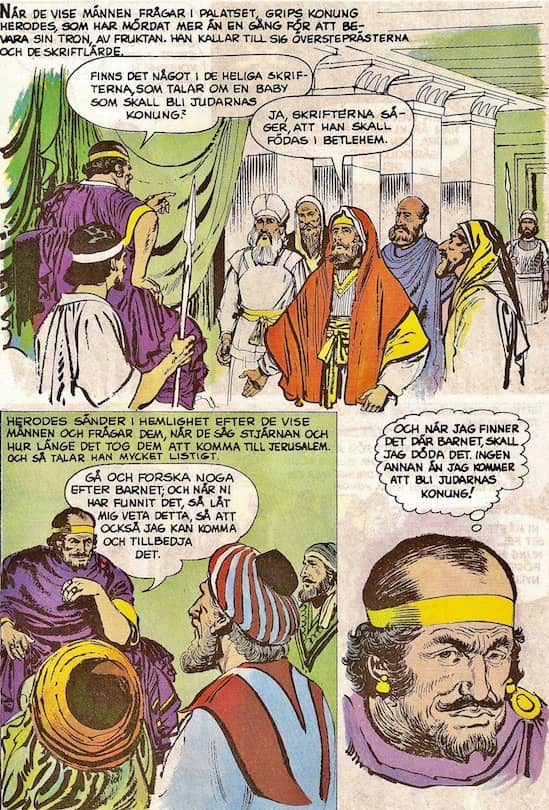 NÄR DE VISE MÄNNEN FRÅGAR I PALATSET, GRIPS KONUNG
HERODES, SOM HAR MÖRDAT MER ÄN EN GÅNG FÖR ATT BE-
VARA SIN TRON, AV FRUKTAN. HAN KALLAR TILL SIG ÖVERSTEPRÄSTERNA
OCH DE SKRIFTLÄRDE.
FINNS DET NÅGOT I DE HELIGA SKRIF-
TERNA, SOM TALAR OM EN BABY
SOM SKALL BLI JUDARNAS
KONUNG?
JA, SKRIFTERNA SÄ-
GER, ATT HAN SKALL
FÖDAS I BETLEHEM.
HERODES SÄNDER I HEMLIGHET EFTER DE VISE
MÄNNEN OCH FRÅGAR DEM, NÄR DE SÅG STJÄRNAN OCH
HUR LÄNGE DET TOG DEM ATT KOMMA TILL JERUSALEM.
OCH SÅ TALAR HAN MYCKET LISTIGT.
GÅ OCH FORSKA NOGA
EFTER BARNET; OCH NÄR NI
HAR FUNNIT DET, SÅ LÅT
MIG VETA DETTA, SÅ ATT
OCKSÅ JAG KAN KOMMA
OCH TILLBEDJA
DET.
OCH NÄR JAG FINNER
DET DÄR BARNET, SKALL
JAG DÖDA DET. INGEN
ANNAN ÄN JAG KOMMER
ATT BLI JUDARNAS
KONUNG!